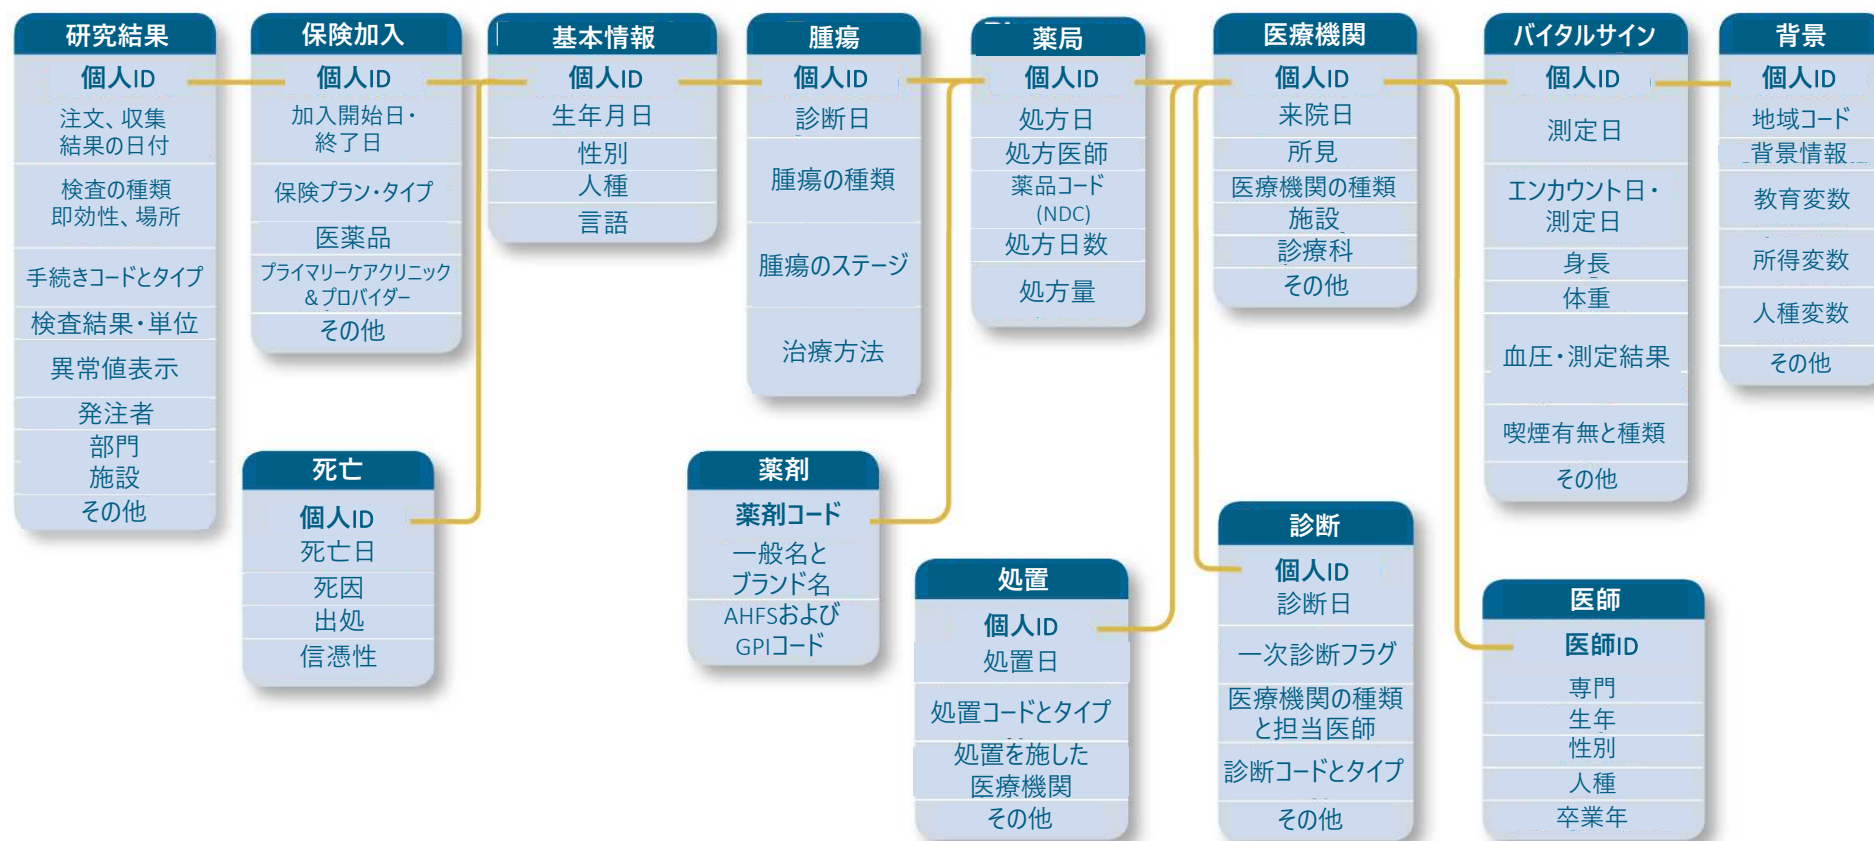 研究結果
個人ID
注文、収集
結果の日付
検査の種類
即効性、場所
手続きコードとタイプ
検査結果・単位
異常値表示
発注者
部門
施設
その他
保険加入
個人ID
加入開始日・
終了日
保険プラン・タイプ
医薬品
プライマリーケアクリニック
&プロバイダー
その他
基本情報
個人ID
生年月日
性別
人種
言語
腫瘍
個人ID
診断日
腫瘍の種類
腫瘍のステージ
治療方法
薬局
個人ID
処方日
処方医師
薬品コード
(NDC)
処方日数
処方量
医療機関
個人ID
来院日
所見
医療機関の種類
施設
診療科
その他
バイタルサイン
個人ID
測定日
エンカウント日・
測定日
身長
体重
血圧・測定結果
喫煙有無と種類
その他
背景
個人ID
地域コード
背景情報
教育変数
所得変数
人種変数
その他
死亡
個人ID
死亡日
死因
出処
信憑性
薬剤
薬剤コード
一般名と
ブランド名
AHFSおよび
GPIコード
処置
個人ID
処置日
処置コードとタイプ
処置を施した
医療機関
その他
診断
個人ID
診断日
一次診断フラグ
医療機関の種類
と担当医師
診断コードとタイプ
その他
医師
医師ID
専門
生年
性別
人種
卒業年